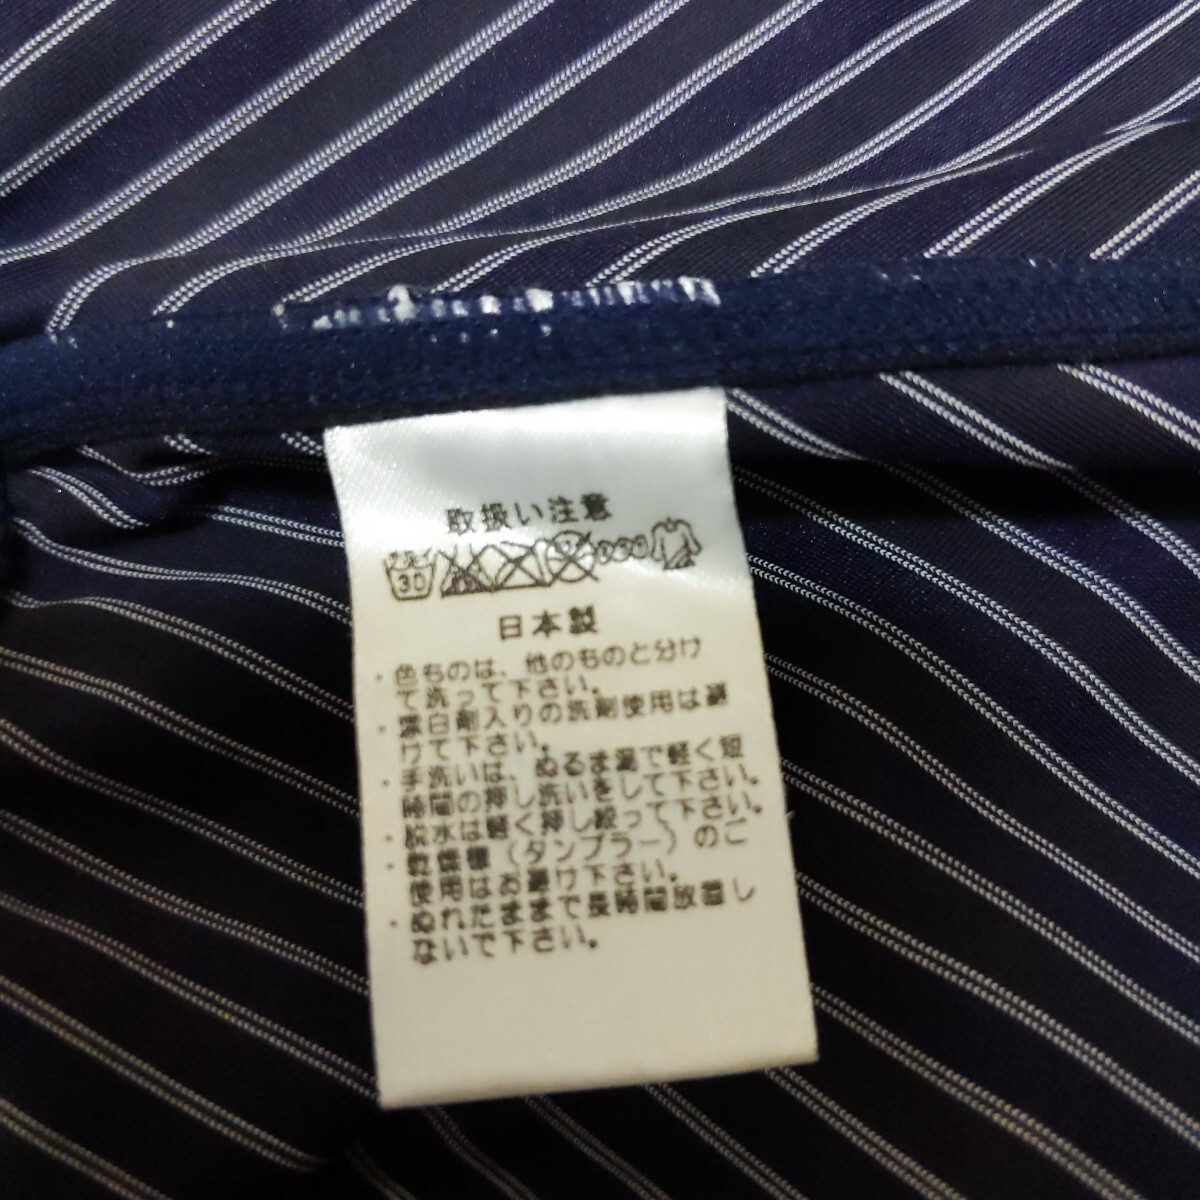 取扱い注意
30
日本製
・色ものは、他のものと分け
て洗って下さい。
・漂白剤入りの洗剤使用は避
けて下さい。
・手洗いは、ぬるま湯で軽く短
時間の押し洗いをして下さい。
・脱水は軽く押し絞って下さい。
・乾燥機(タンブラー)のご
使用はお避け下さい。
・ぬれたままで長時間放置し
ないで下さい。